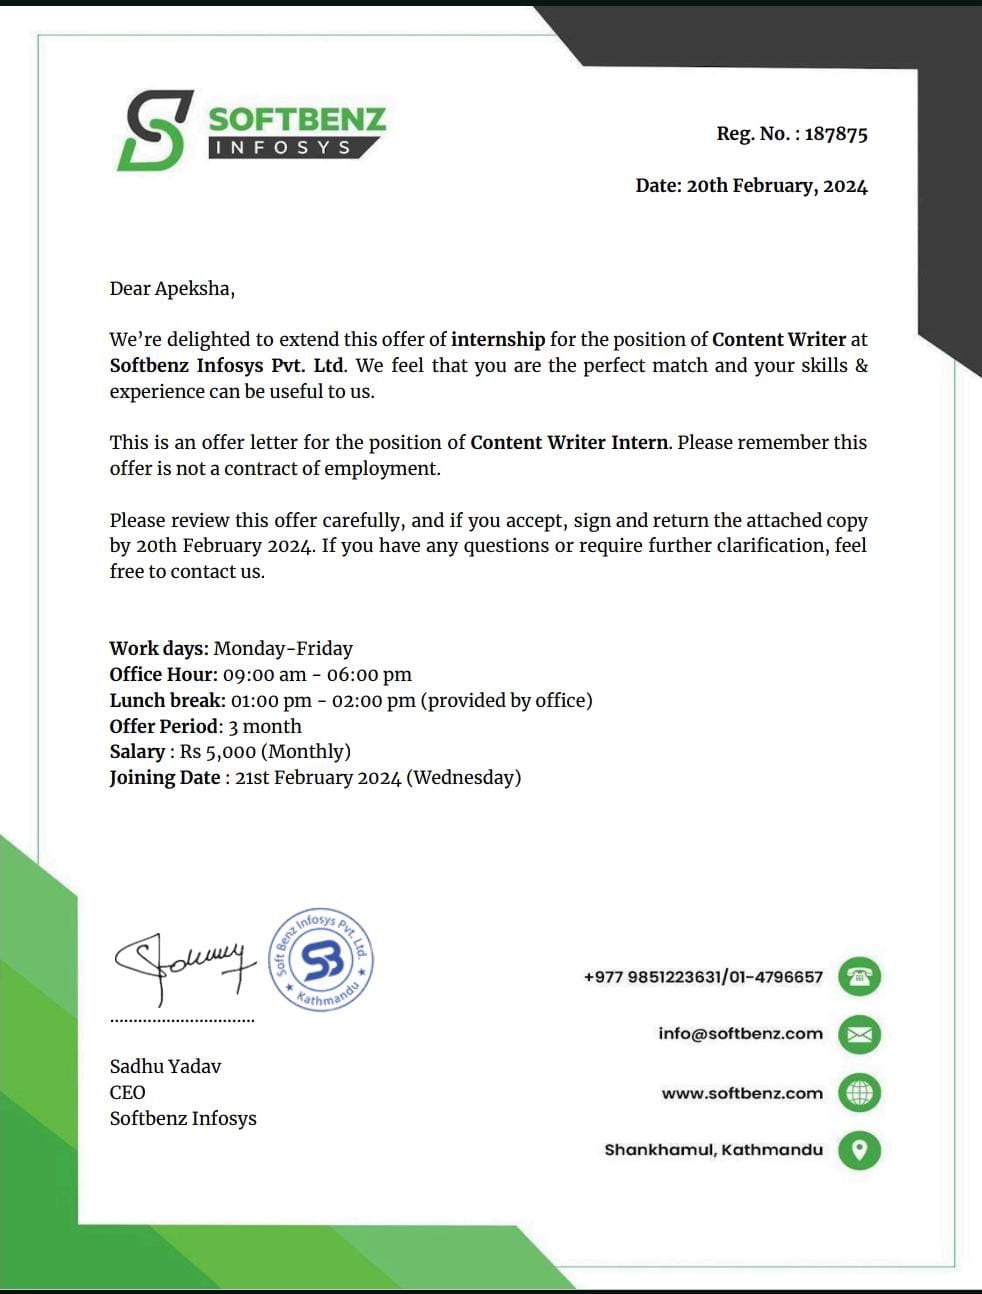 SOFTBENZ
INFOSYS
Reg. No. : 187875
Date: 20th February, 2024
Dear Apeksha,
We're delighted to extend this offer of internship for the position of Content Writer at
Softbenz Infosys Pvt. Ltd. We feel that you are the perfect match and your skills &
experience can be useful to us.
This is an offer letter for the position of Content Writer Intern. Please remember this
offer is not a contract of employment.
Please review this offer carefully, and if you accept, sign and return the attached copy
by 20th February 2024. If you have any questions or require further clarification, feel
free to contact us.
Work days: Monday-Friday
Office Hour: 09:00 am - 06:00 pm
Lunch break: 01:00 pm - 02:00 pm (provided by office)
Offer Period: 3 month
Salary : Rs 5,000 (Monthly)
Joining Date : 21st February 2024 (Wednesday)
Soft Benz Infosys Pvt. Ltd.
SB
★ Kathmandu ★
...............................
Sadhu Yadav
CEO
Softbenz Infosys
+977 9851223631/01-4796657
info@softbenz.com
www.softbenz.com
Shankhamul, Kathmandu